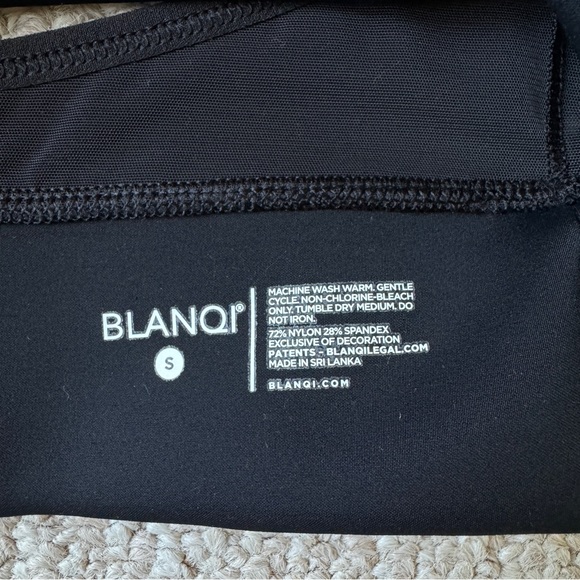 BLANQI®
S
MACHINE WASH WARM. GENTLE
CYCLE. NON-CHLORINE-BLEACH
ONLY. TUMBLE DRY MEDIUM. DO
NOT IRON.
72% NYLON 28% SPANDEX
EXCLUSIVE OF DECORATION
PATENTS - BLANQILEGAL.COM
MADE IN SRI LANKA
BLANQI.COM